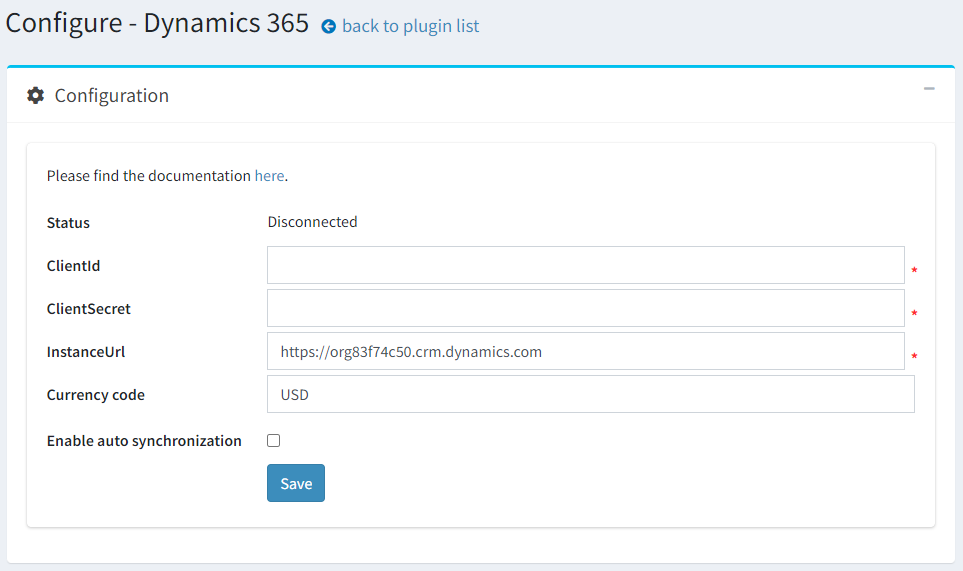 Configure - Dynamics 365 back to plugin list
Configuration
Please find the documentation here.
Status Disconnected
ClientId *
ClientSecret *
InstanceUrl https://org83f74c50.crm.dynamics.com *
Currency code USD
Enable auto synchronization
Save